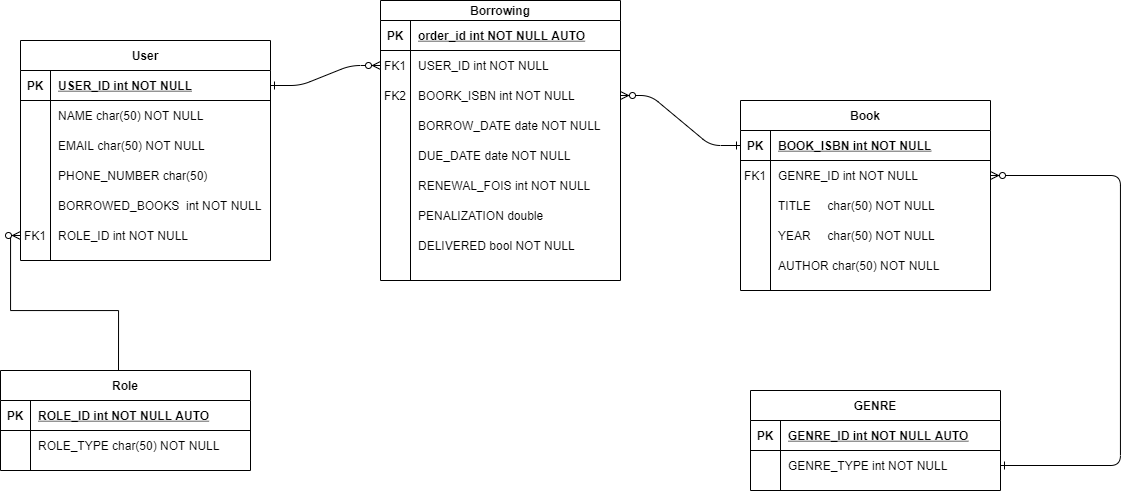 Borrowing
PK order_id int NOT NULL AUTO
FK1 USER_ID int NOT NULL
FK2 BOORK_ISBN int NOT NULL
BORROW_DATE date NOT NULL
DUE_DATE date NOT NULL
RENEWAL_FOIS int NOT NULL
PENALIZATION double
DELIVERED bool NOT NULL
User
PK USER_ID int NOT NULL
NAME char(50) NOT NULL
EMAIL char(50) NOT NULL
PHONE_NUMBER char(50)
BORROWED_BOOKS int NOT NULL
FK1 ROLE_ID int NOT NULL
Book
PK BOOK_ISBN int NOT NULL
FK1 GENRE_ID int NOT NULL
TITLE char(50) NOT NULL
YEAR char(50) NOT NULL
AUTHOR char(50) NOT NULL
Role
PK ROLE_ID int NOT NULL AUTO
ROLE_TYPE char(50) NOT NULL
GENRE
PK GENRE_ID int NOT NULL AUTO
GENRE_TYPE int NOT NULL